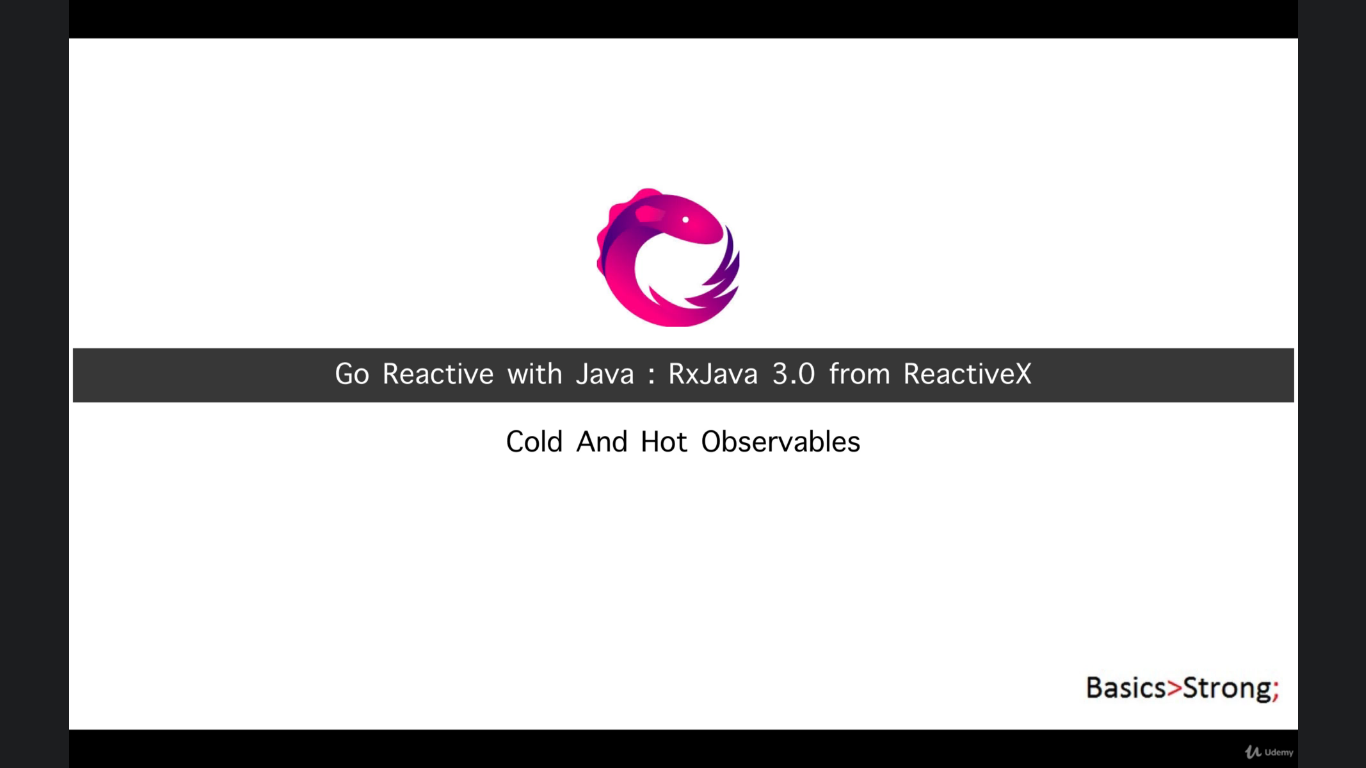 Go Reactive with Java : RxJava 3.0 from ReactiveX
Cold And Hot Observables
Basics>Strong;
Udemy